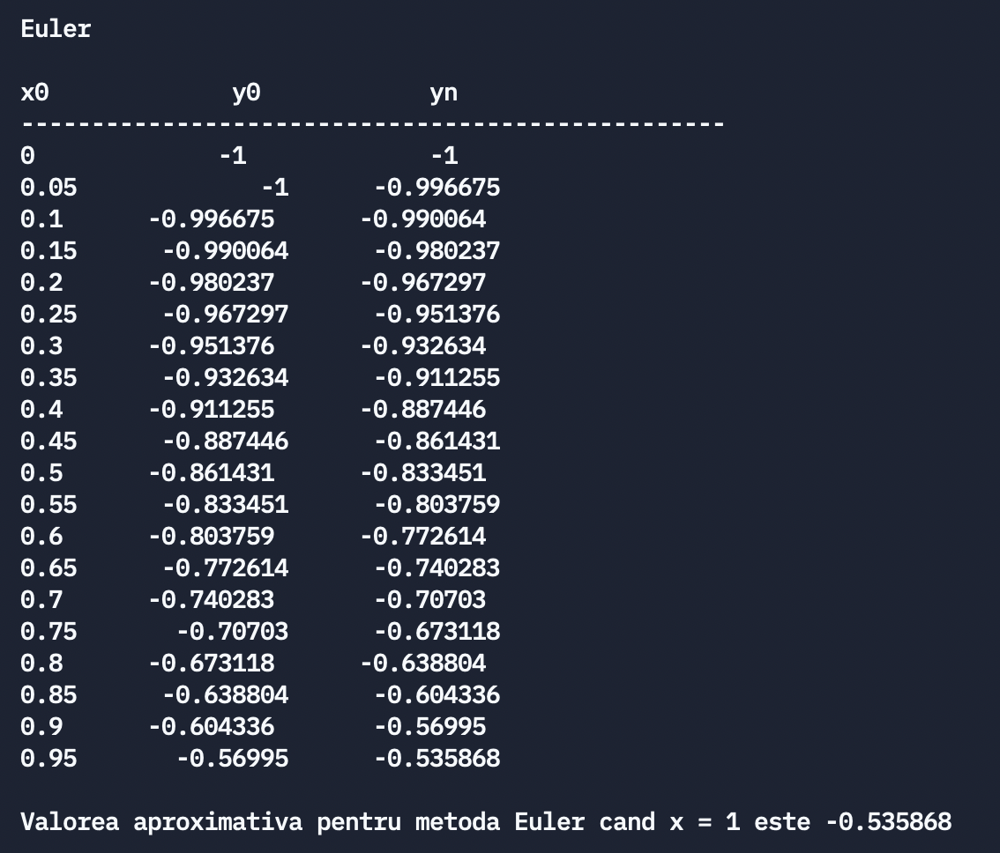 Euler
x0 y0 yn
--------------------------------------------------
0 -1 -1
0.05 -1 -0.996675
0.1 -0.996675 -0.990064
0.15 -0.990064 -0.980237
0.2 -0.980237 -0.967297
0.25 -0.967297 -0.951376
0.3 -0.951376 -0.932634
0.35 -0.932634 -0.911255
0.4 -0.911255 -0.887446
0.45 -0.887446 -0.861431
0.5 -0.861431 -0.833451
0.55 -0.833451 -0.803759
0.6 -0.803759 -0.772614
0.65 -0.772614 -0.740283
0.7 -0.740283 -0.70703
0.75 -0.70703 -0.673118
0.8 -0.673118 -0.638804
0.85 -0.638804 -0.604336
0.9 -0.604336 -0.56995
0.95 -0.56995 -0.535868
Valorea aproximativa pentru metoda Euler cand x = 1 este -0.535868